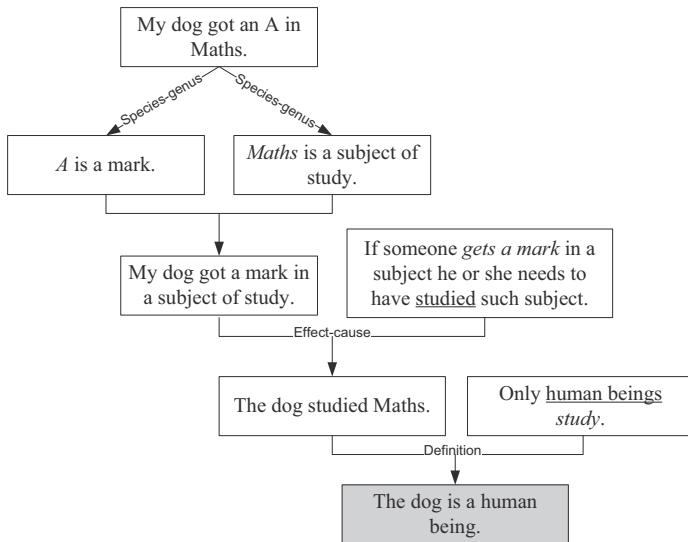 My dog got an A in
Maths.
Species-genus
Species-genus
A is a mark.
Maths is a subject of
study.
My dog got a mark in
a subject of study.
If someone gets a mark in a
subject he or she needs to
have studied such subject.
Effect-cause
The dog studied Maths.
Only human beings
study.
Definition
The dog is a human
being.